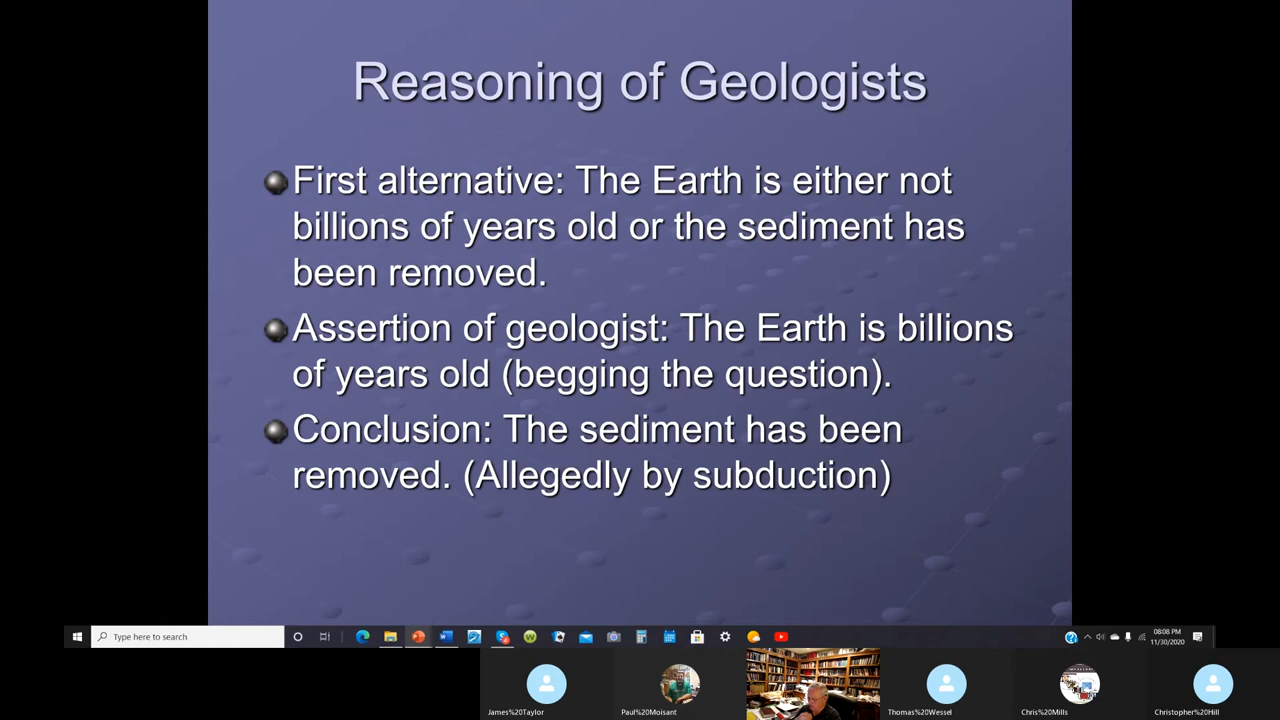 Reasoning of Geologists
First alternative: The Earth is either not
billions of years old or the sediment has
been removed.
Assertion of geologist: The Earth is billions
of years old (begging the question).
Conclusion: The sediment has been
removed. (Allegedly by subduction)
Type here to search
08:08 PM
11/30/2020
James%20Taylor
Paul%20Moisant
Thomas%20Wessel
Chris%20Mills
Christopher%20Hill